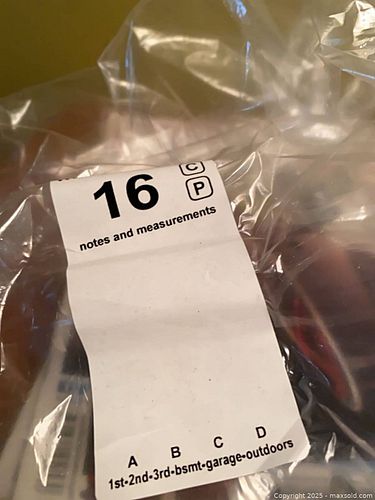 C
16 P
notes and measurements
A B C D
1st-2nd-3rd-bsmt-garage-outdoors
Copyright 2025 - maxsold.com